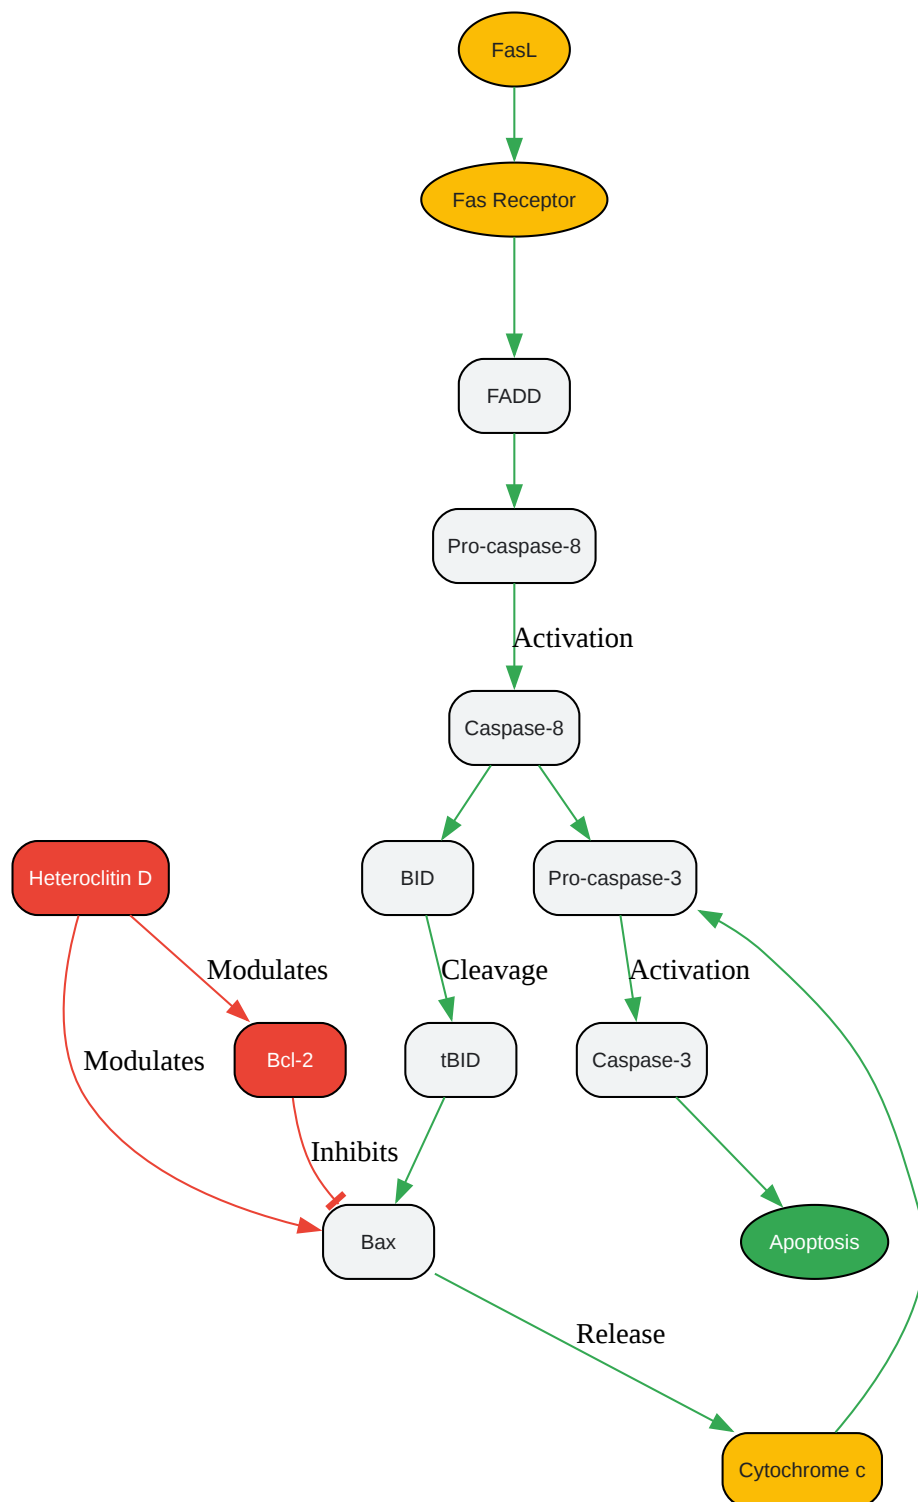 FasL
Fas Receptor
FADD
Pro-caspase-8
Activation
Caspase-8
Heteroclitin D
BID
Pro-caspase-3
Modulates
Cleavage
Activation
Modulates
Bcl-2
tBID
Caspase-3
Inhibits
Bax
Apoptosis
Release
Cytochrome c